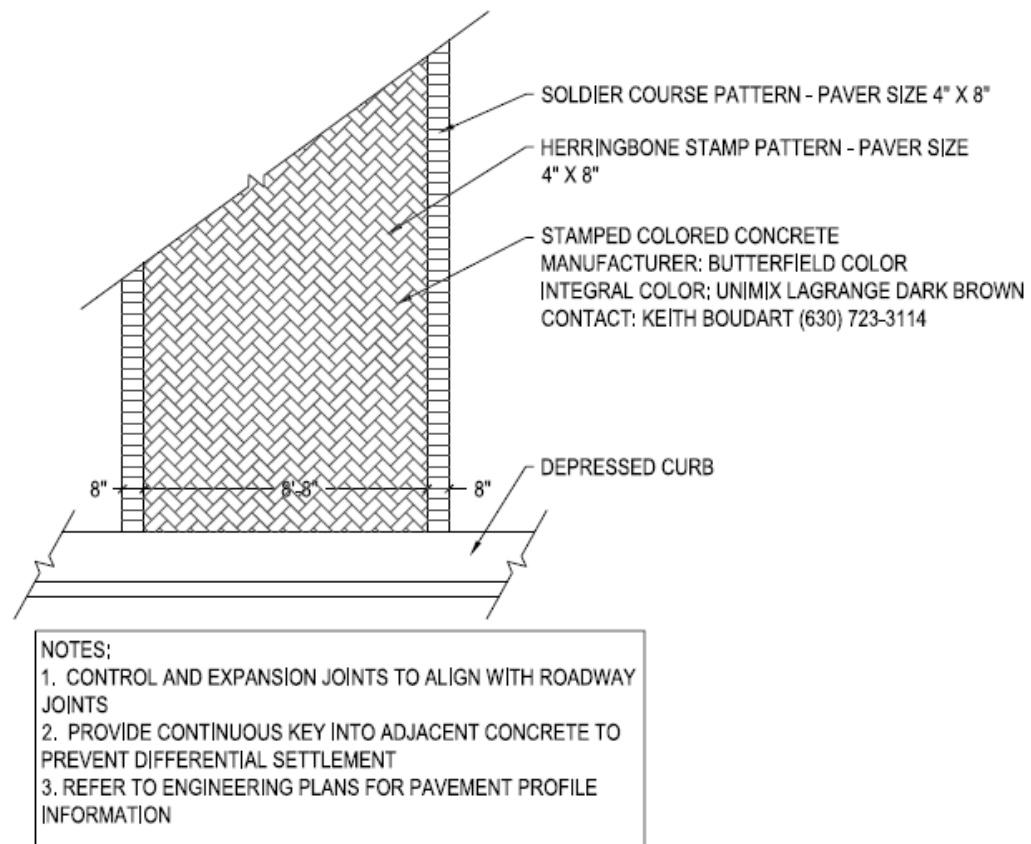 SOLDIER COURSE PATTERN - PAVER SIZE 4" X 8"
HERRINGBONE STAMP PATTERN - PAVER SIZE
4" X 8"
STAMPED COLORED CONCRETE
MANUFACTURER: BUTTERFIELD COLOR
INTEGRAL COLOR: UNIMIX LAGRANGE DARK BROWN
CONTACT: KEITH BOUDART (630) 723-3114
DEPRESSED CURB
8" 8'-8" 8"
NOTES:
1. CONTROL AND EXPANSION JOINTS TO ALIGN WITH ROADWAY
JOINTS
2. PROVIDE CONTINUOUS KEY INTO ADJACENT CONCRETE TO
PREVENT DIFFERENTIAL SETTLEMENT
3. REFER TO ENGINEERING PLANS FOR PAVEMENT PROFILE
INFORMATION